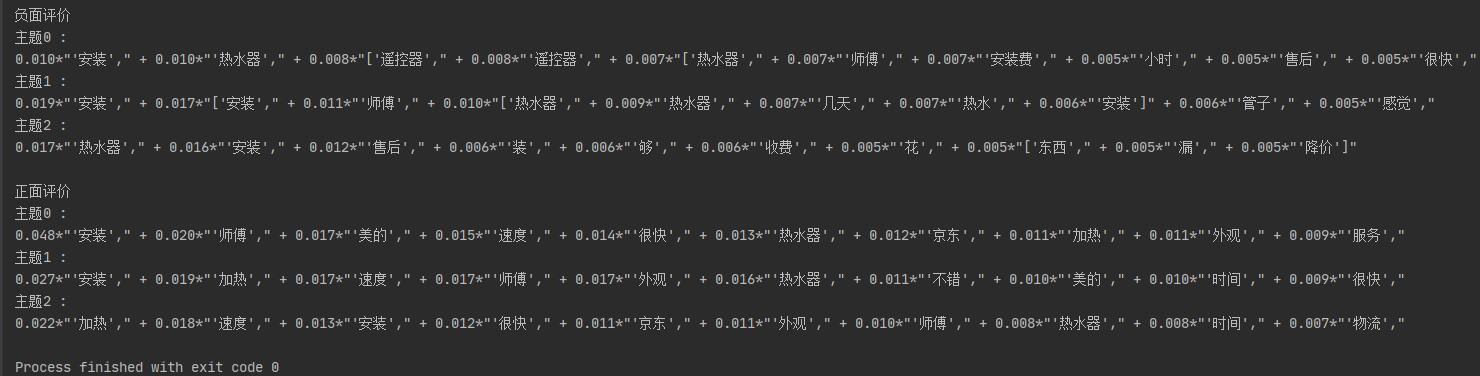 负面评价
主题0 :
0.010*"'安装'," + 0.010*"'热水器'," + 0.008*"['遥控器'," + 0.008*"'遥控器'," + 0.007*"['热水器'," + 0.007*"'师傅'," + 0.007*"'安装费'," + 0.005*"'小时'," + 0.005*"'售后'," + 0.005*"'很快',"
主题1 :
0.019*"'安装'," + 0.017*"['安装'," + 0.011*"'师傅'," + 0.010*"['热水器'," + 0.009*"'热水器'," + 0.007*"'几天'," + 0.007*"'热水'," + 0.006*"'安装']" + 0.006*"'管子'," + 0.005*"'感觉',"
主题2 :
0.017*"'热水器'," + 0.016*"'安装'," + 0.012*"'售后'," + 0.006*"'装'," + 0.006*"'够'," + 0.006*"'收费'," + 0.005*"'花'," + 0.005*"['东西'," + 0.005*"'漏'," + 0.005*"'降价']"
正面评价
主题0 :
0.048*"'安装'," + 0.020*"'师傅'," + 0.017*"'美的'," + 0.015*"'速度'," + 0.014*"'很快'," + 0.013*"'热水器'," + 0.012*"'京东'," + 0.011*"'加热'," + 0.011*"'外观'," + 0.009*"'服务',"
主题1 :
0.027*"'安装'," + 0.019*"'加热'," + 0.017*"'速度'," + 0.017*"'师傅'," + 0.017*"'外观'," + 0.016*"'热水器'," + 0.011*"'不错'," + 0.010*"'美的'," + 0.010*"'时间'," + 0.009*"'很快',"
主题2 :
0.022*"'加热'," + 0.018*"'速度'," + 0.013*"'安装'," + 0.012*"'很快'," + 0.011*"'京东'," + 0.011*"'外观'," + 0.010*"'师傅'," + 0.008*"'热水器'," + 0.008*"'时间'," + 0.007*"'物流',"
Process finished with exit code 0